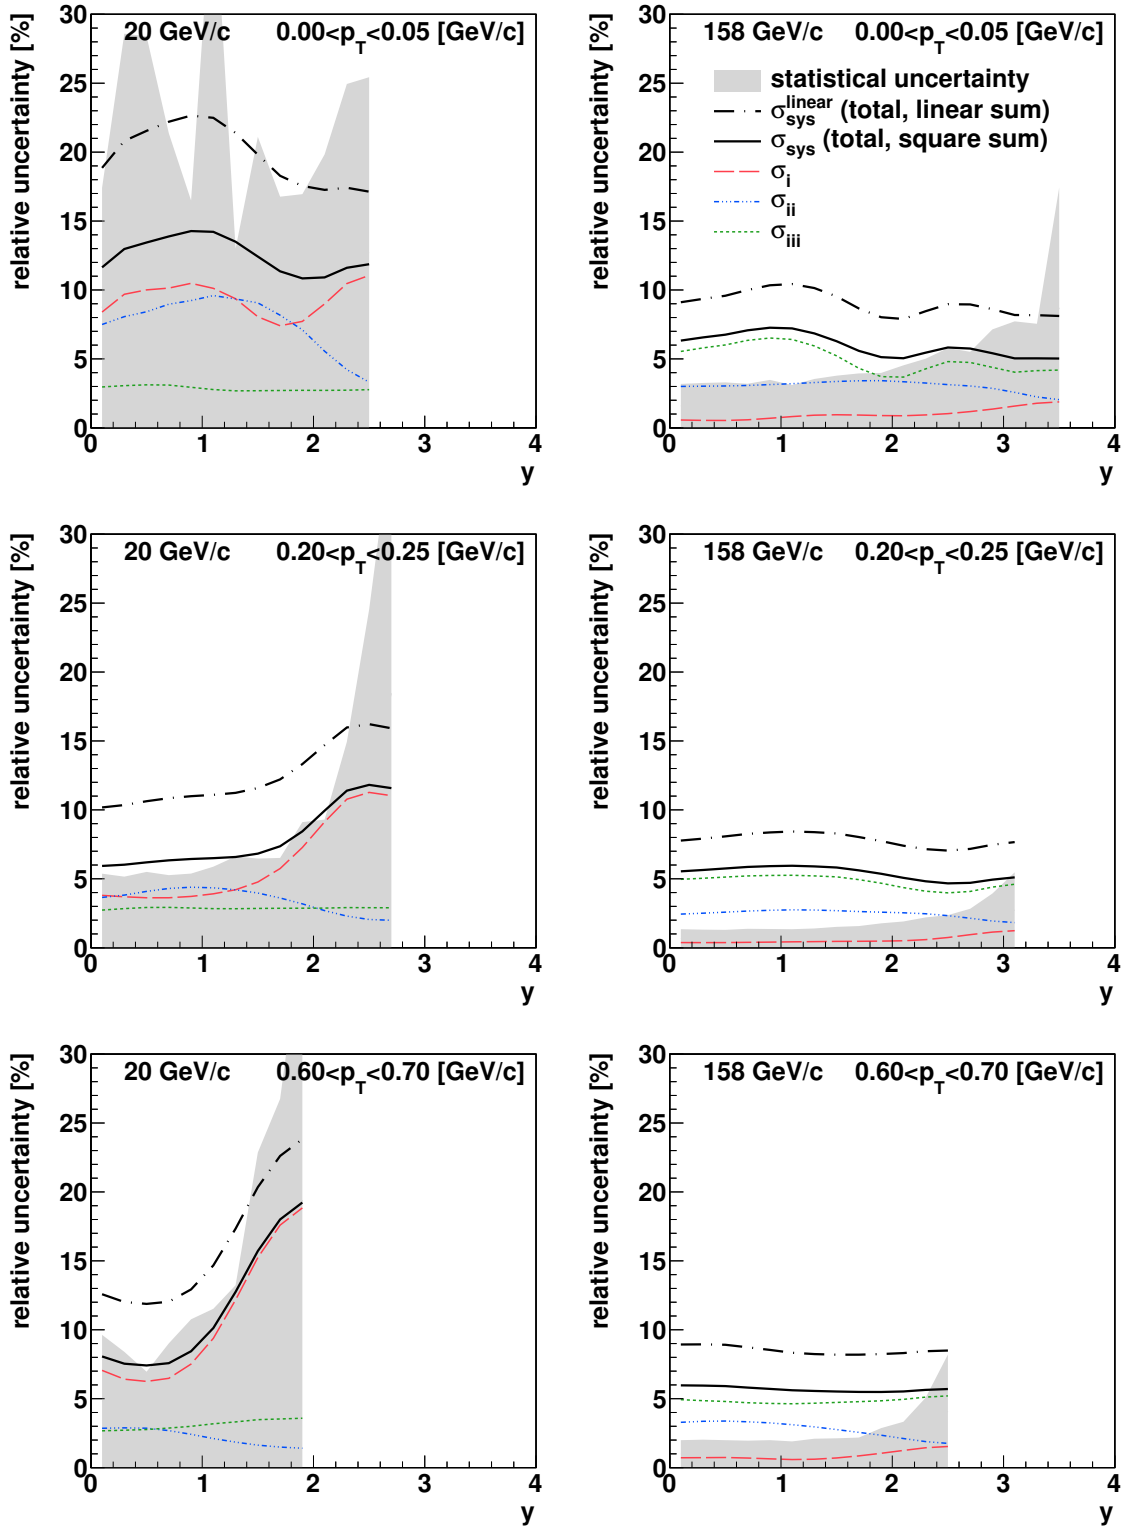 relative uncertainty [%]
20 GeV/c 0.00<p_T<0.05 [GeV/c]
30
25
20
15
10
5
0
0 1 2 3 4
y
relative uncertainty [%]
158 GeV/c 0.00<p_T<0.05 [GeV/c]
statistical uncertainty
σ_sys^linear (total, linear sum)
σ_sys (total, square sum)
σ_i
σ_ii
σ_iii
30
25
20
15
10
5
0
0 1 2 3 4
y
relative uncertainty [%]
20 GeV/c 0.20<p_T<0.25 [GeV/c]
30
25
20
15
10
5
0
0 1 2 3 4
y
relative uncertainty [%]
158 GeV/c 0.20<p_T<0.25 [GeV/c]
30
25
20
15
10
5
0
0 1 2 3 4
y
relative uncertainty [%]
20 GeV/c 0.60<p_T<0.70 [GeV/c]
30
25
20
15
10
5
0
0 1 2 3 4
y
relative uncertainty [%]
158 GeV/c 0.60<p_T<0.70 [GeV/c]
30
25
20
15
10
5
0
0 1 2 3 4
y